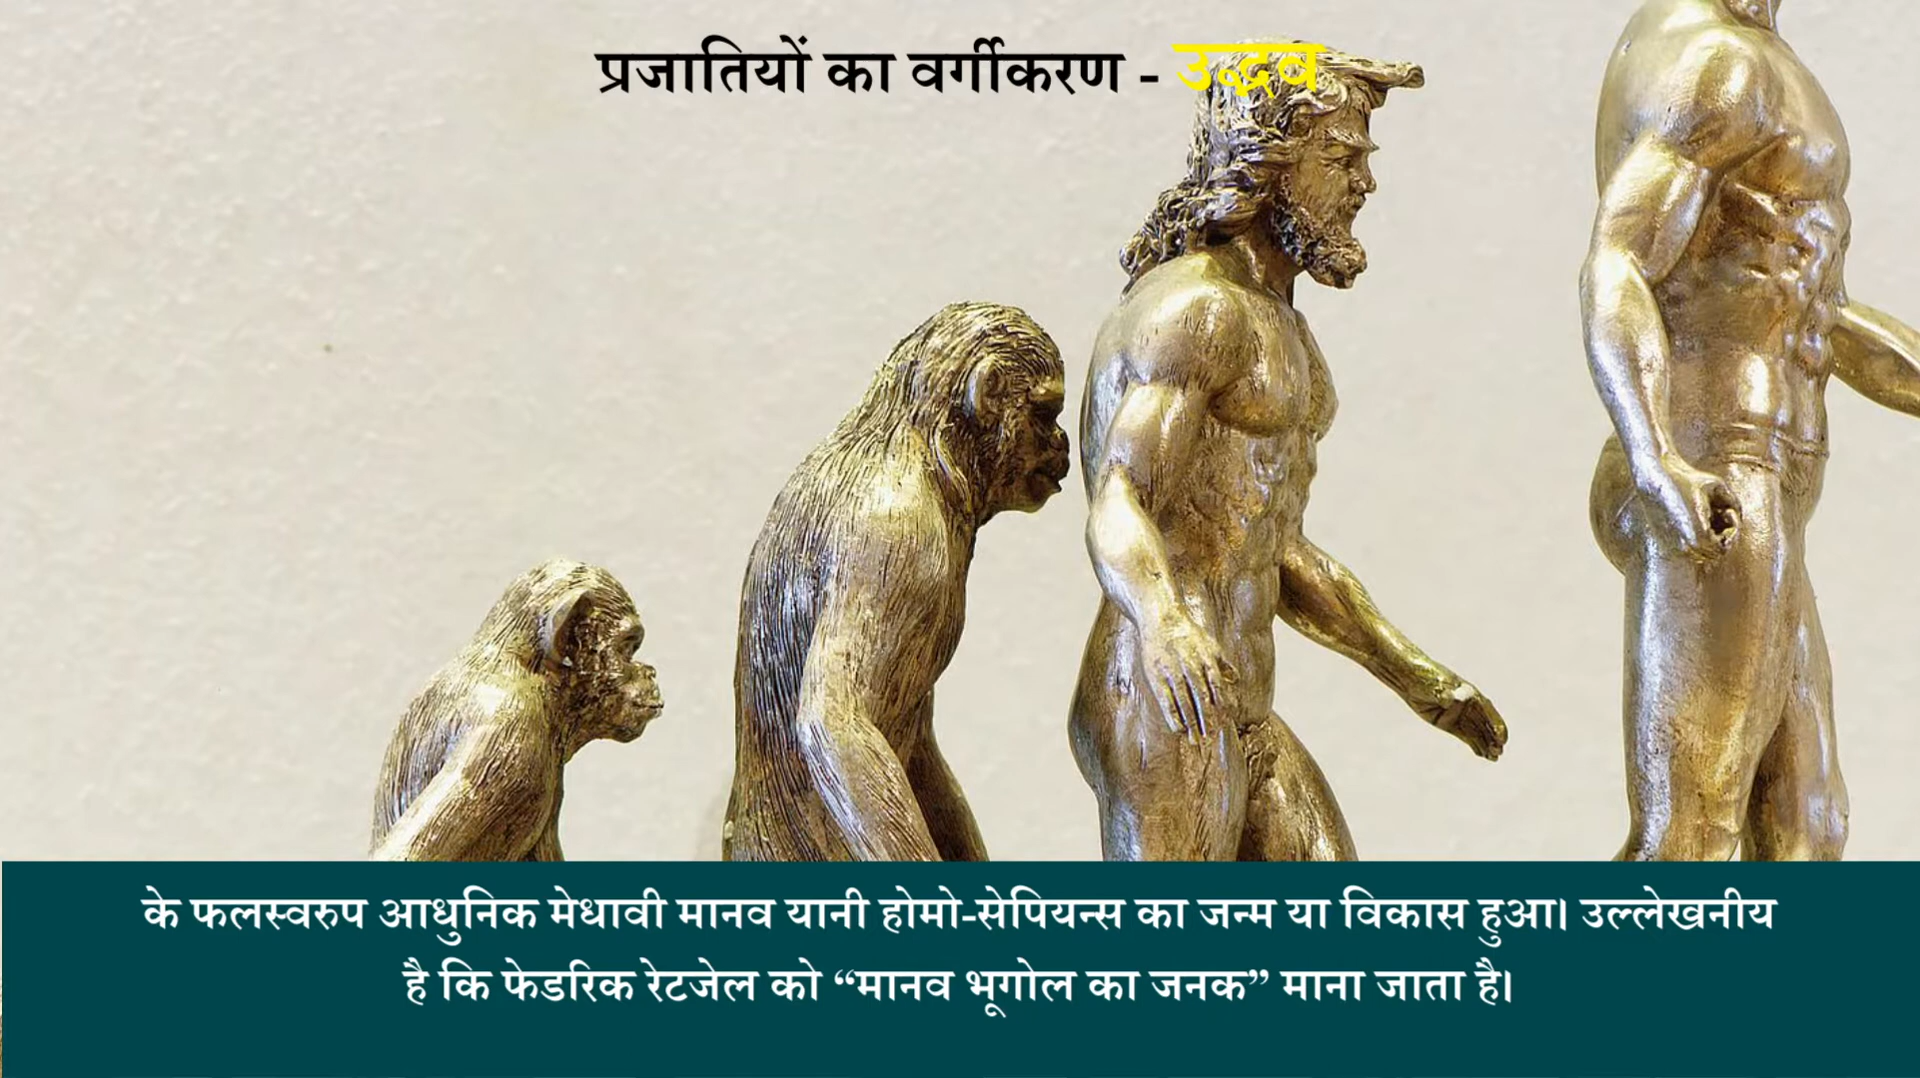 प्रजातियों का वर्गीकरण - उद्भव
के फलस्वरुप आधुनिक मेधावी मानव यानी होमो-सेपियन्स का जन्म या विकास हुआ। उल्लेखनीय
है कि फेडरिक रेटजेल को “मानव भूगोल का जनक” माना जाता है।